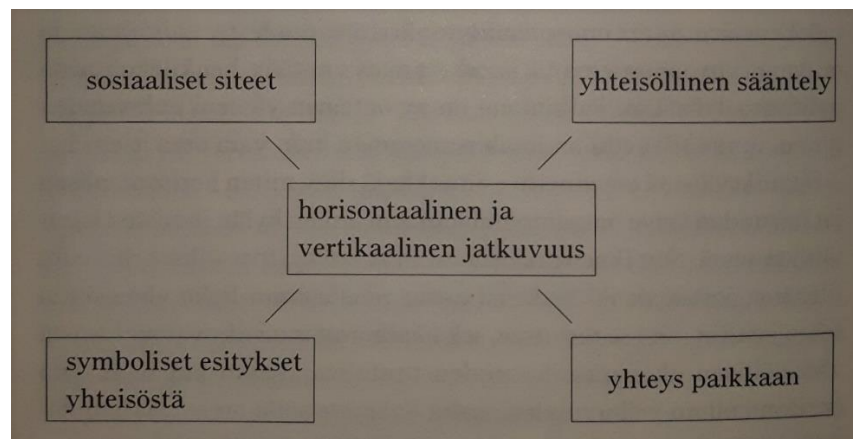 sosiaaliset siteet
yhteisöllinen sääntely
horisontaalinen ja
vertikaalinen jatkuvuus
symboliset esitykset
yhteisöstä
yhteys paikkaan